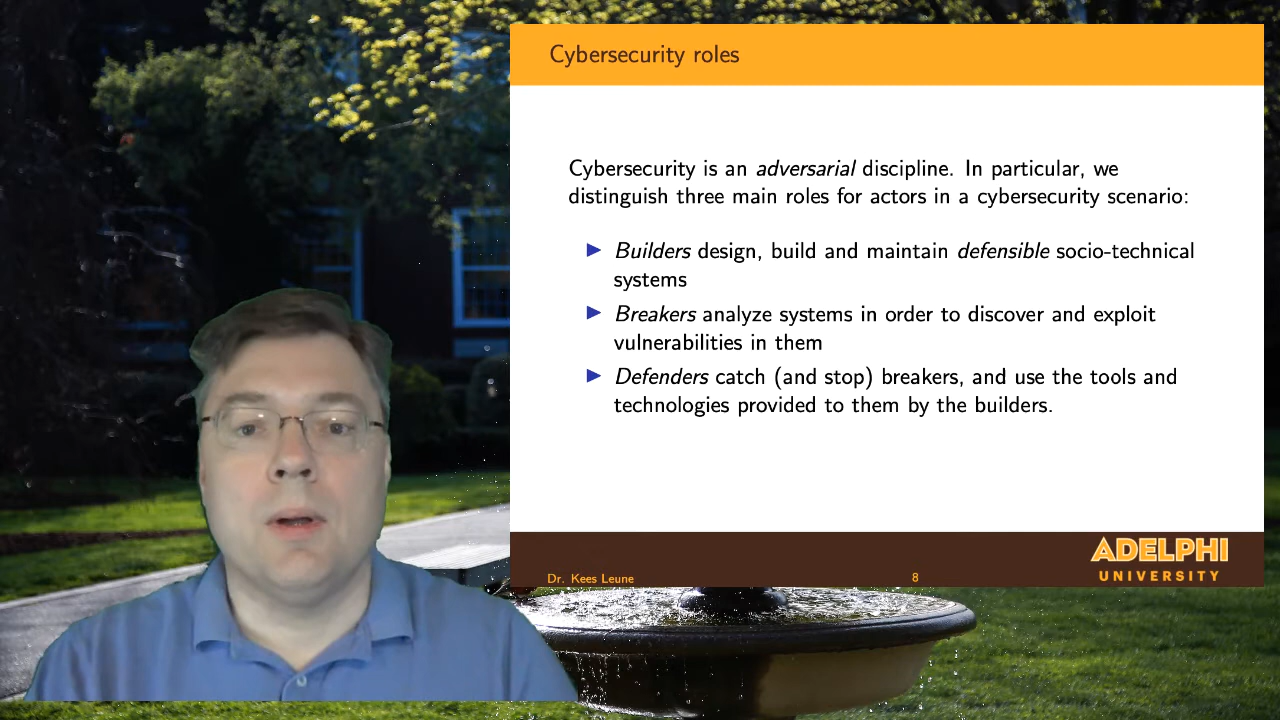 Cybersecurity roles
Cybersecurity is an adversarial discipline. In particular, we
distinguish three main roles for actors in a cybersecurity scenario:
Builders design, build and maintain defensible socio-technical
systems
Breakers analyze systems in order to discover and exploit
vulnerabilities in them
Defenders catch (and stop) breakers, and use the tools and
technologies provided to them by the builders.
ADELPHI
UNIVERSITY
Dr. Kees Leune
8